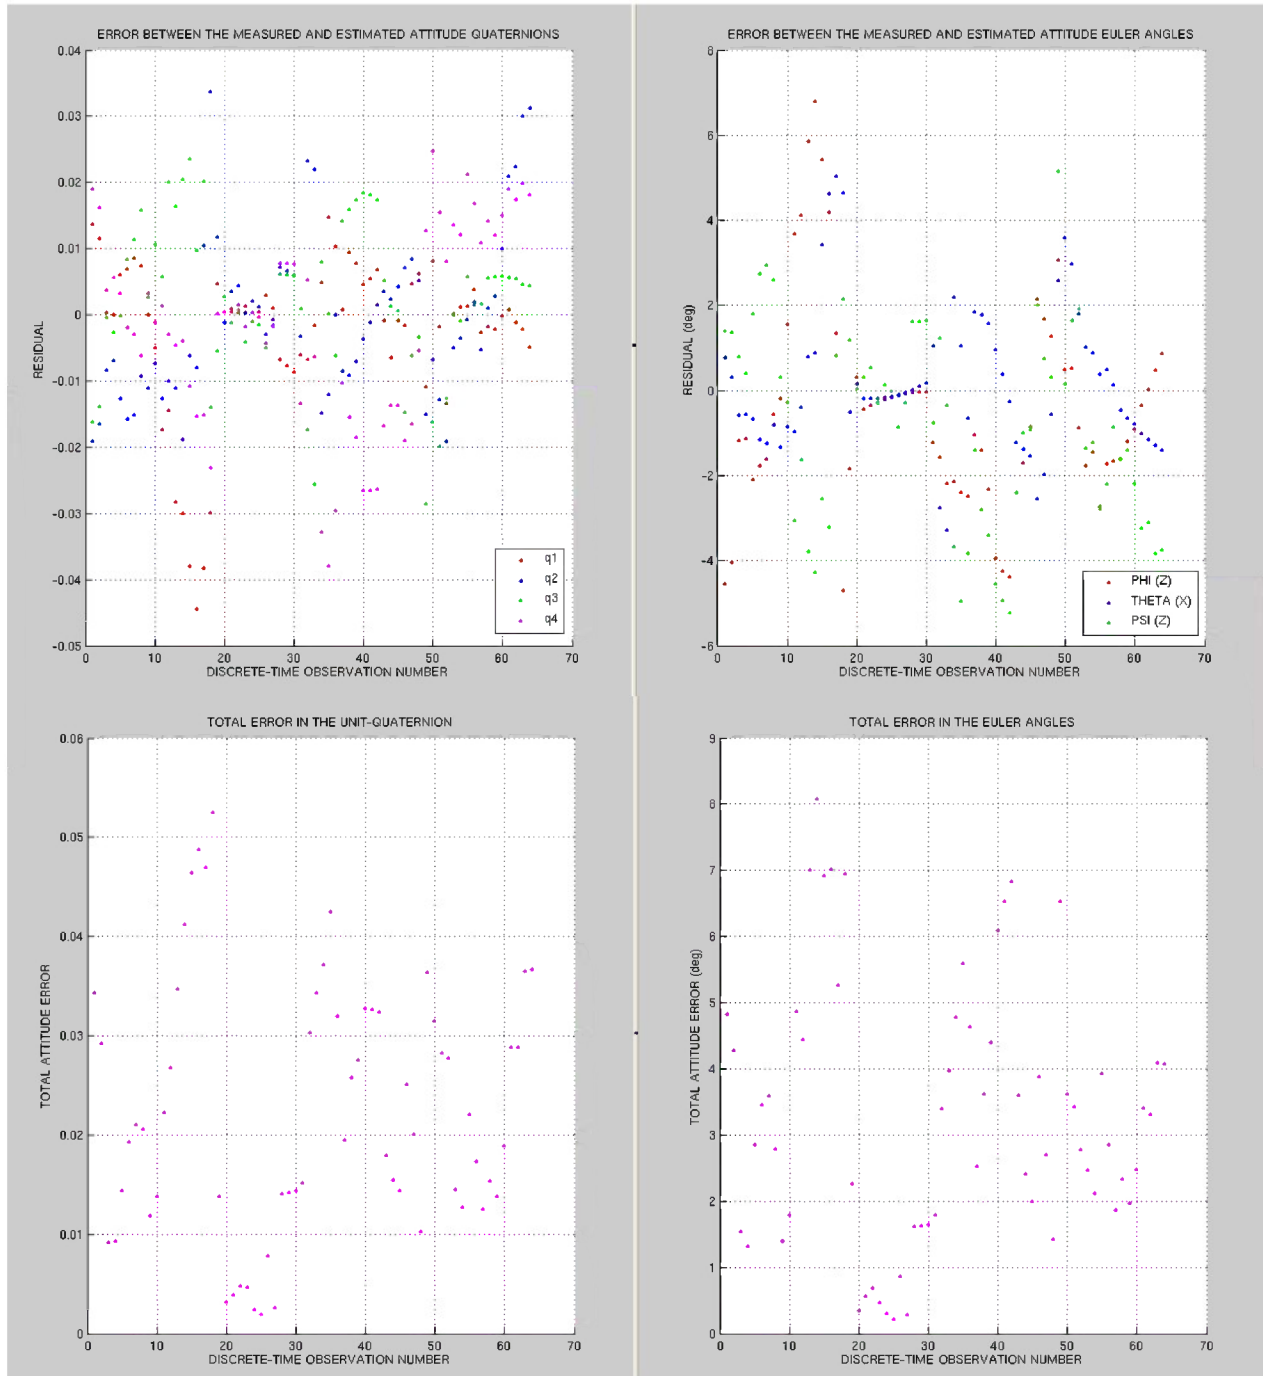 ERROR BETWEEN THE MEASURED AND ESTIMATED ATTITUDE QUATERNIONS
0.04
0.03
0.02
0.01
0
-0.01
-0.02
-0.03
-0.04
-0.05
RESIDUAL
q1
q2
q3
q4
0 10 20 30 40 50 60 70
DISCRETE-TIME OBSERVATION NUMBER
ERROR BETWEEN THE MEASURED AND ESTIMATED ATTITUDE EULER ANGLES
8
6
4
2
0
-2
-4
-6
RESIDUAL (deg)
PHI (Z)
THETA (X)
PSI (Z)
0 10 20 30 40 50 60 70
DISCRETE-TIME OBSERVATION NUMBER
TOTAL ERROR IN THE UNIT-QUATERNION
0.06
0.05
0.04
0.03
0.02
0.01
0
TOTAL ATTITUDE ERROR
0 10 20 30 40 50 60 70
DISCRETE-TIME OBSERVATION NUMBER
TOTAL ERROR IN THE EULER ANGLES
9
8
7
6
5
4
3
2
1
0
TOTAL ATTITUDE ERROR (deg)
0 10 20 30 40 50 60 70
DISCRETE-TIME OBSERVATION NUMBER